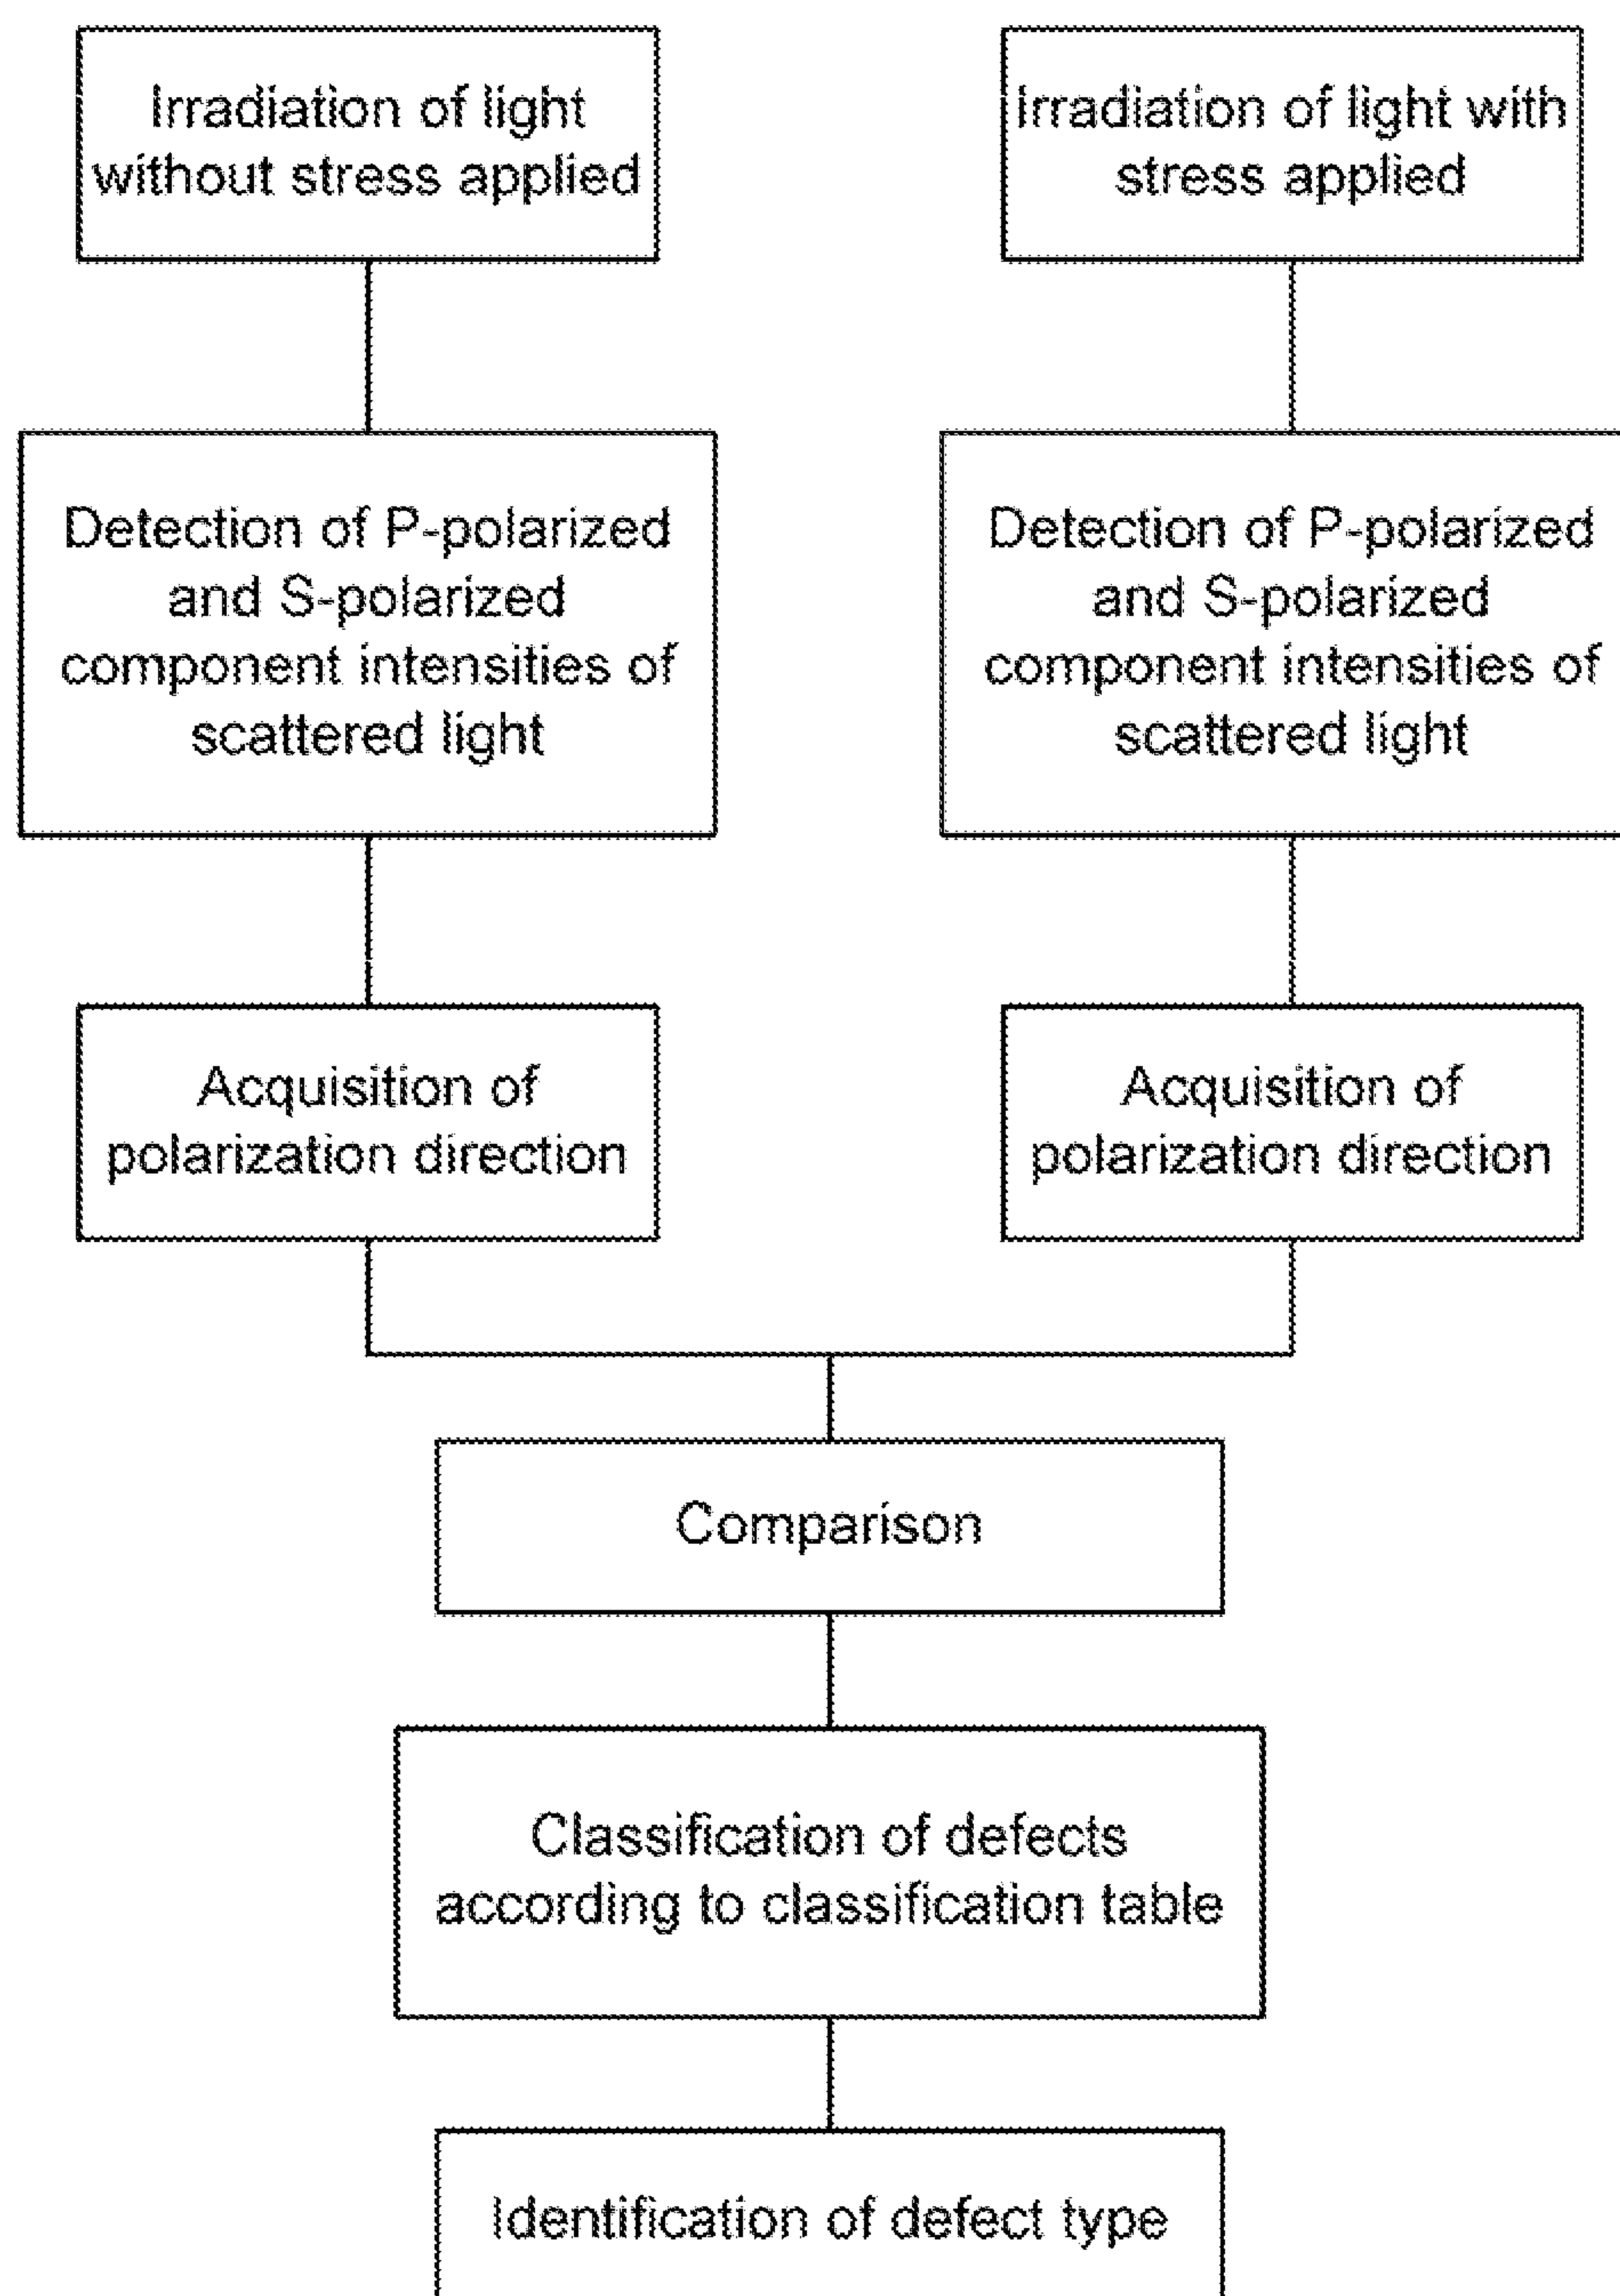 Irradiation of light
without stress applied
Irradiation of light with
stress applied
Detection of P-polarized
and S-polarized
component intensities of
scattered light
Detection of P-polarized
and S-polarized
component intensities of
scattered light
Acquisition of
polarization direction
Acquisition of
polarization direction
Comparison
Classification of defects
according to classification table
Identification of defect type